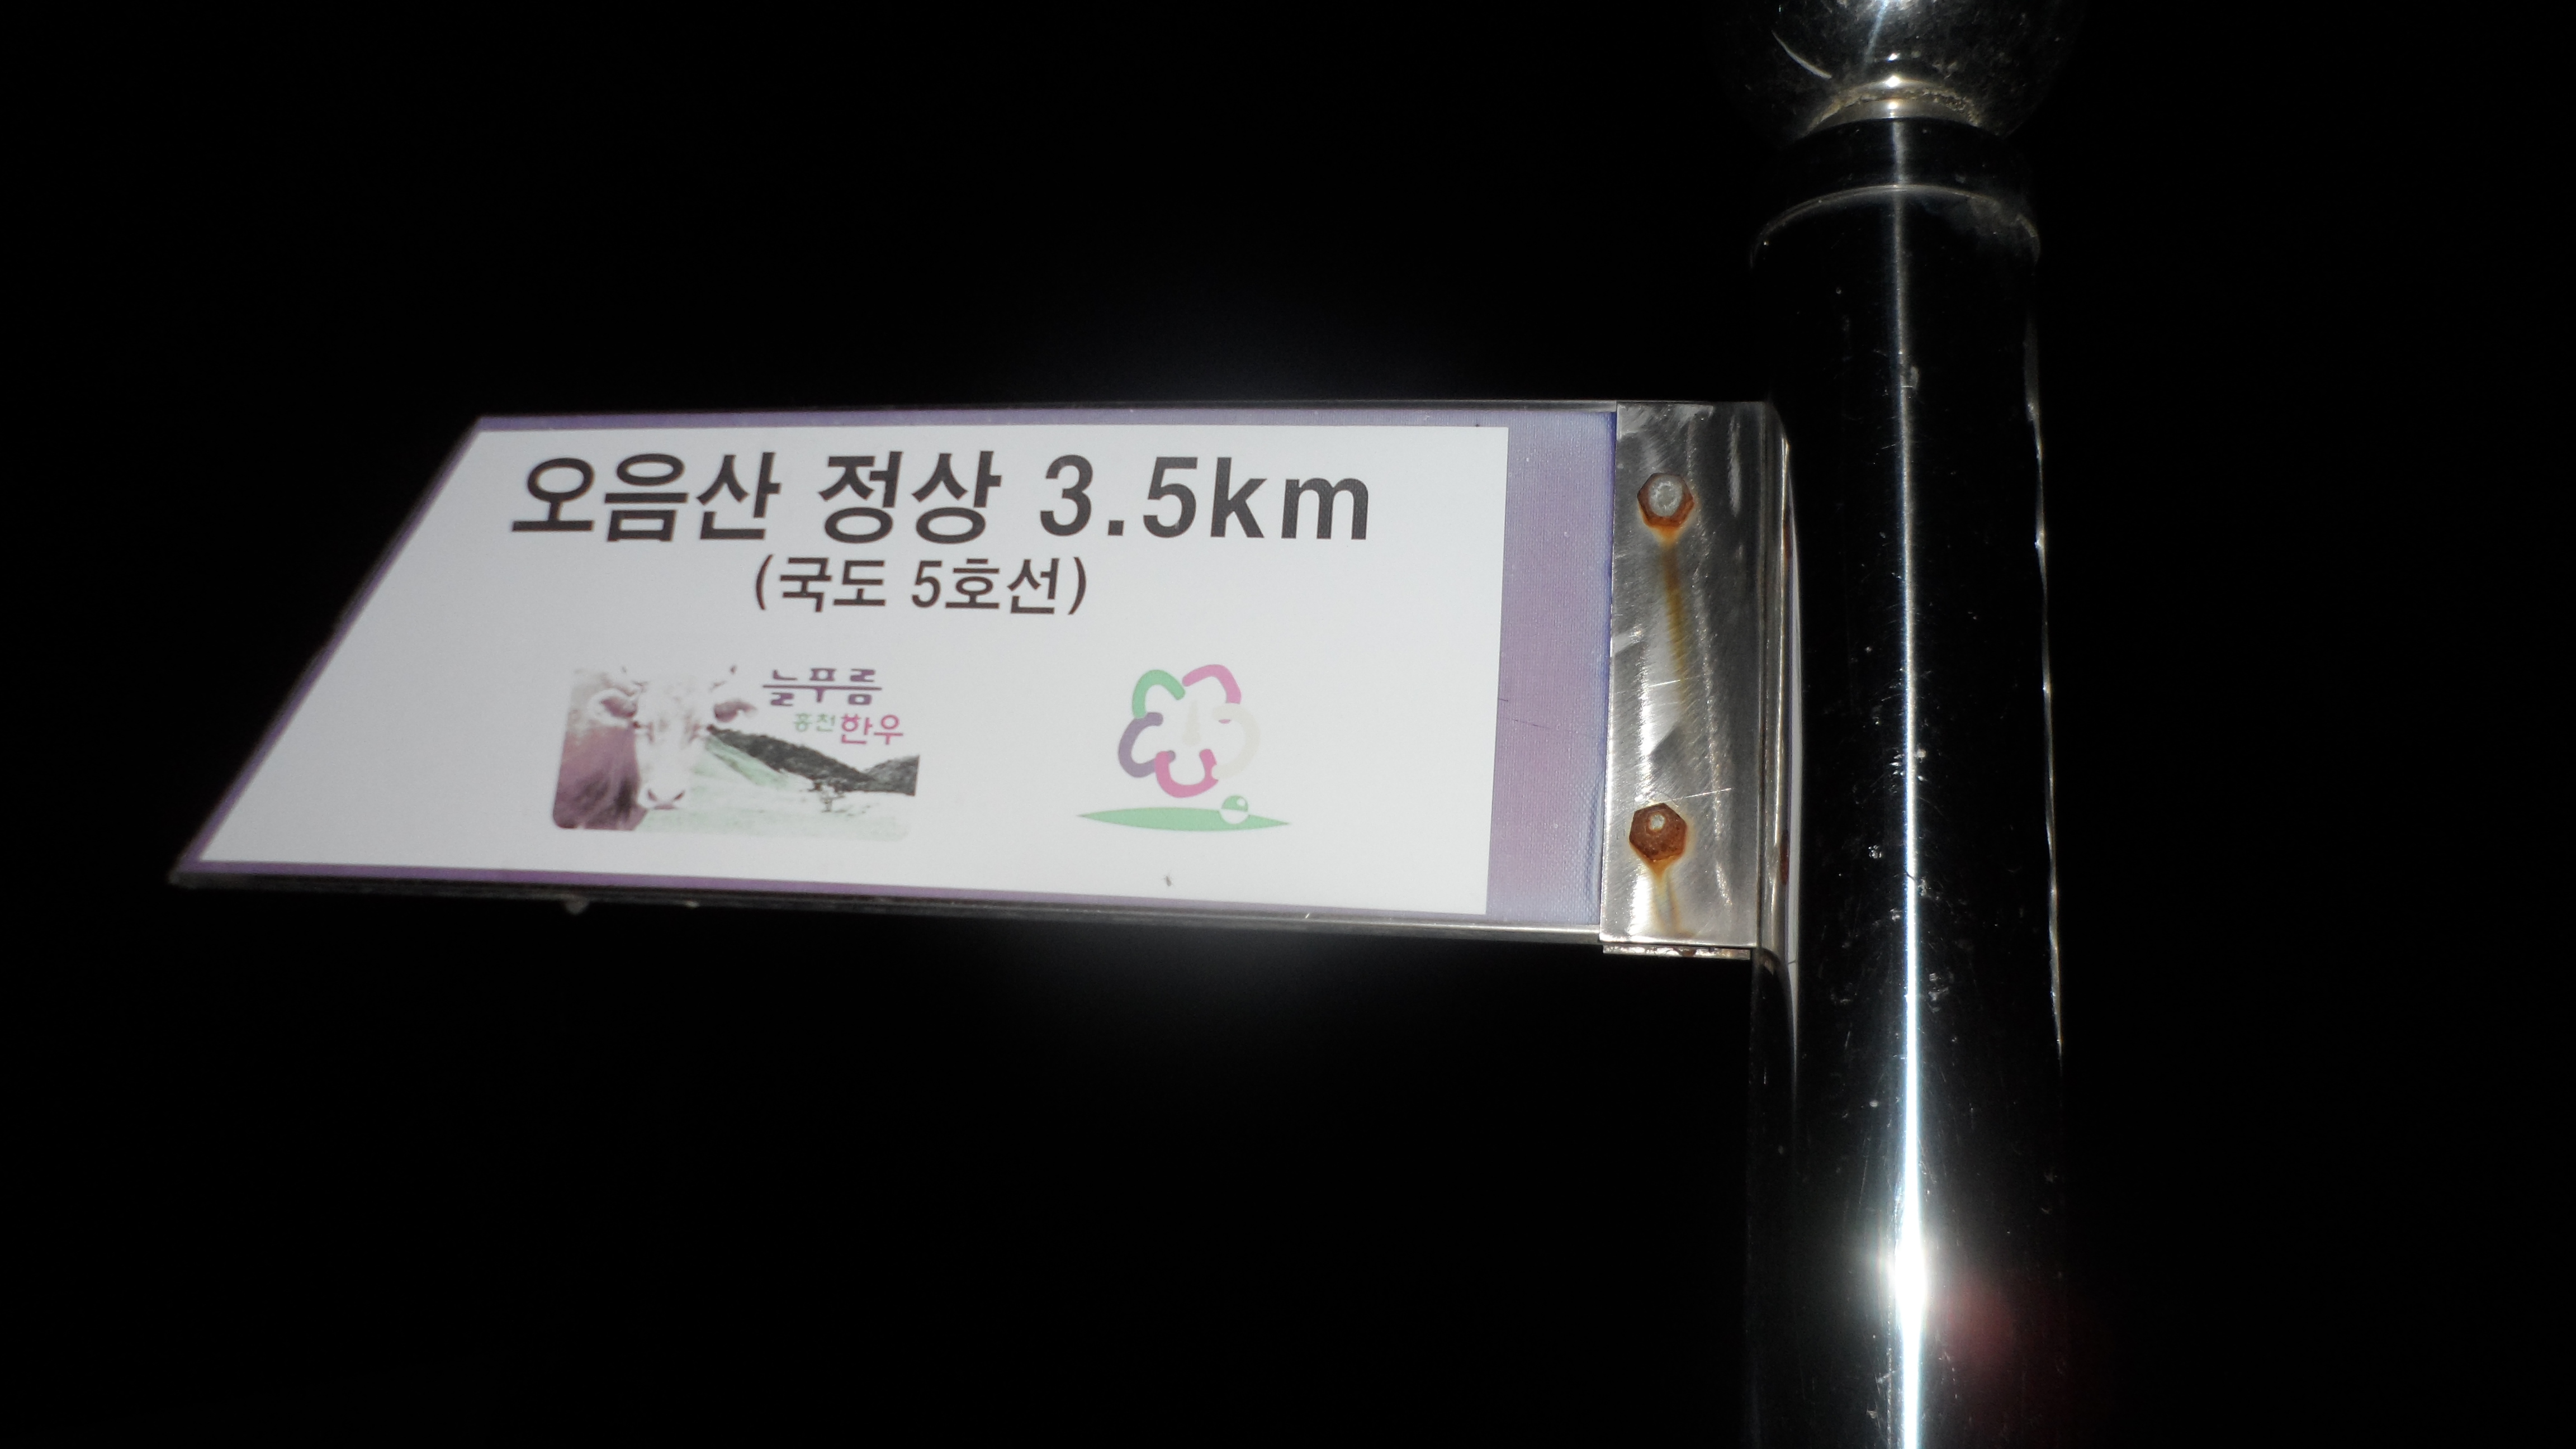 오음산 정상 3.5km
(국도 5호선)
늘푸름
홍천한우